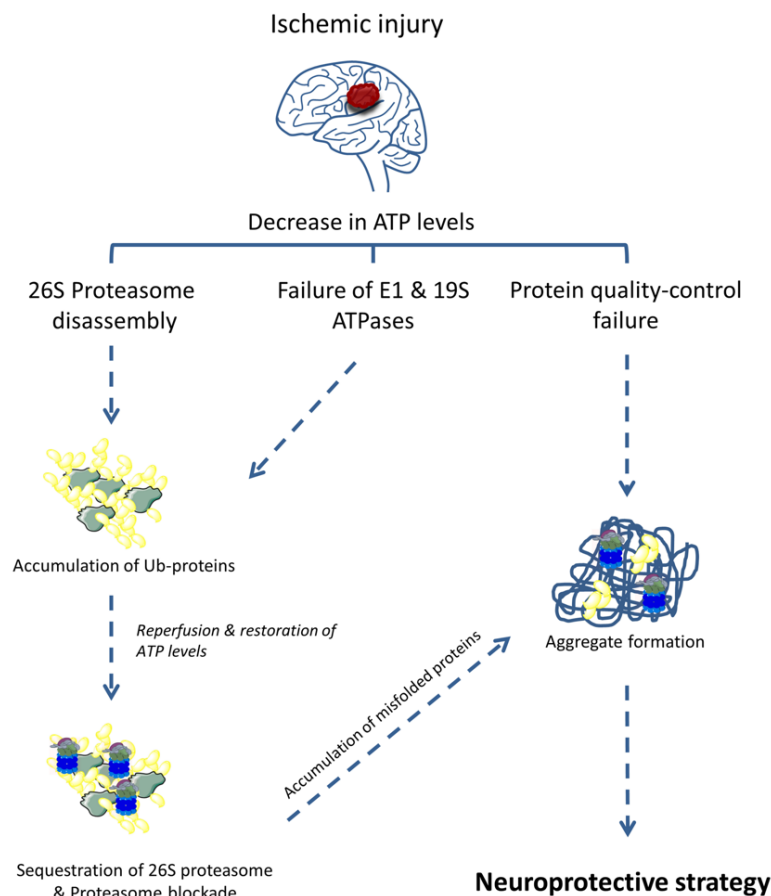 Ischemic injury
Decrease in ATP levels
26S Proteasome
disassembly
Failure of E1 & 19S
ATPases
Protein quality-control
failure
Accumulation of Ub-proteins
Reperfusion & restoration of
ATP levels
Accumulation of misfolded proteins
Aggregate formation
Sequestration of 26S proteasome
& Proteasome blockade
Neuroprotective strategy